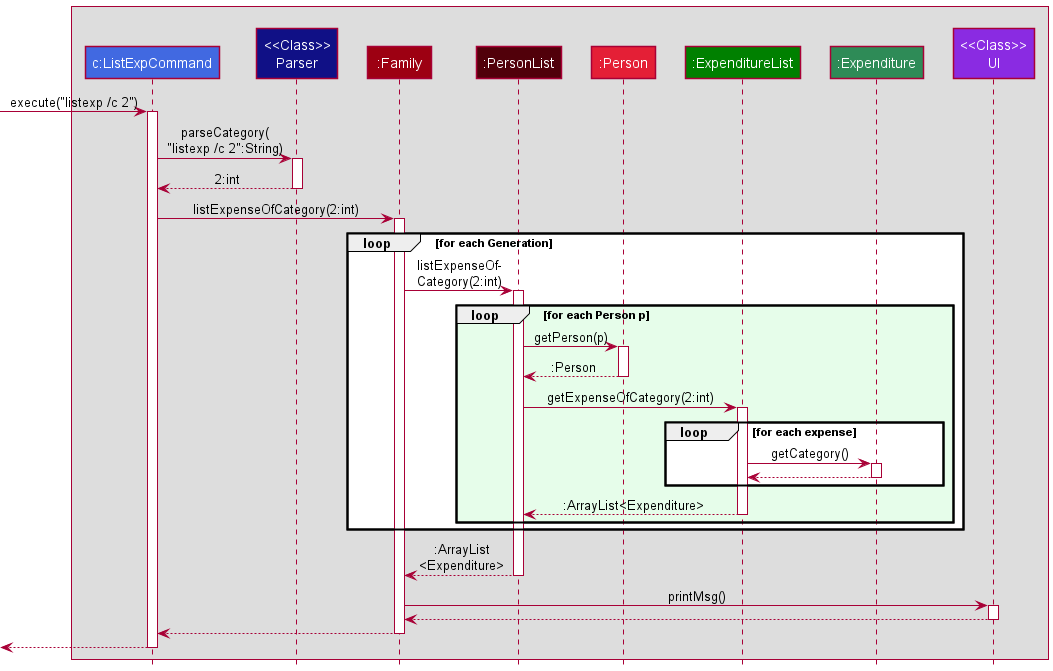 <<Class>>
<<Class>>
c:ListExpCommand
Parser
:Family
:PersonList
:Person
:ExpenditureList
:Expenditure
UI
execute("listexp /c 2")
parseCategory(
"listexp /c 2":String)
2:int
listExpenseOfCategory(2:int)
loop
[for each Generation]
listExpenseOf-
Category(2:int)
loop
[for each Person p]
getPerson(p)
:Person
getExpenseOfCategory(2:int)
loop
[for each expense]
getCategory()
:ArrayList<Expenditure>
:ArrayList
<Expenditure>
printMsg()